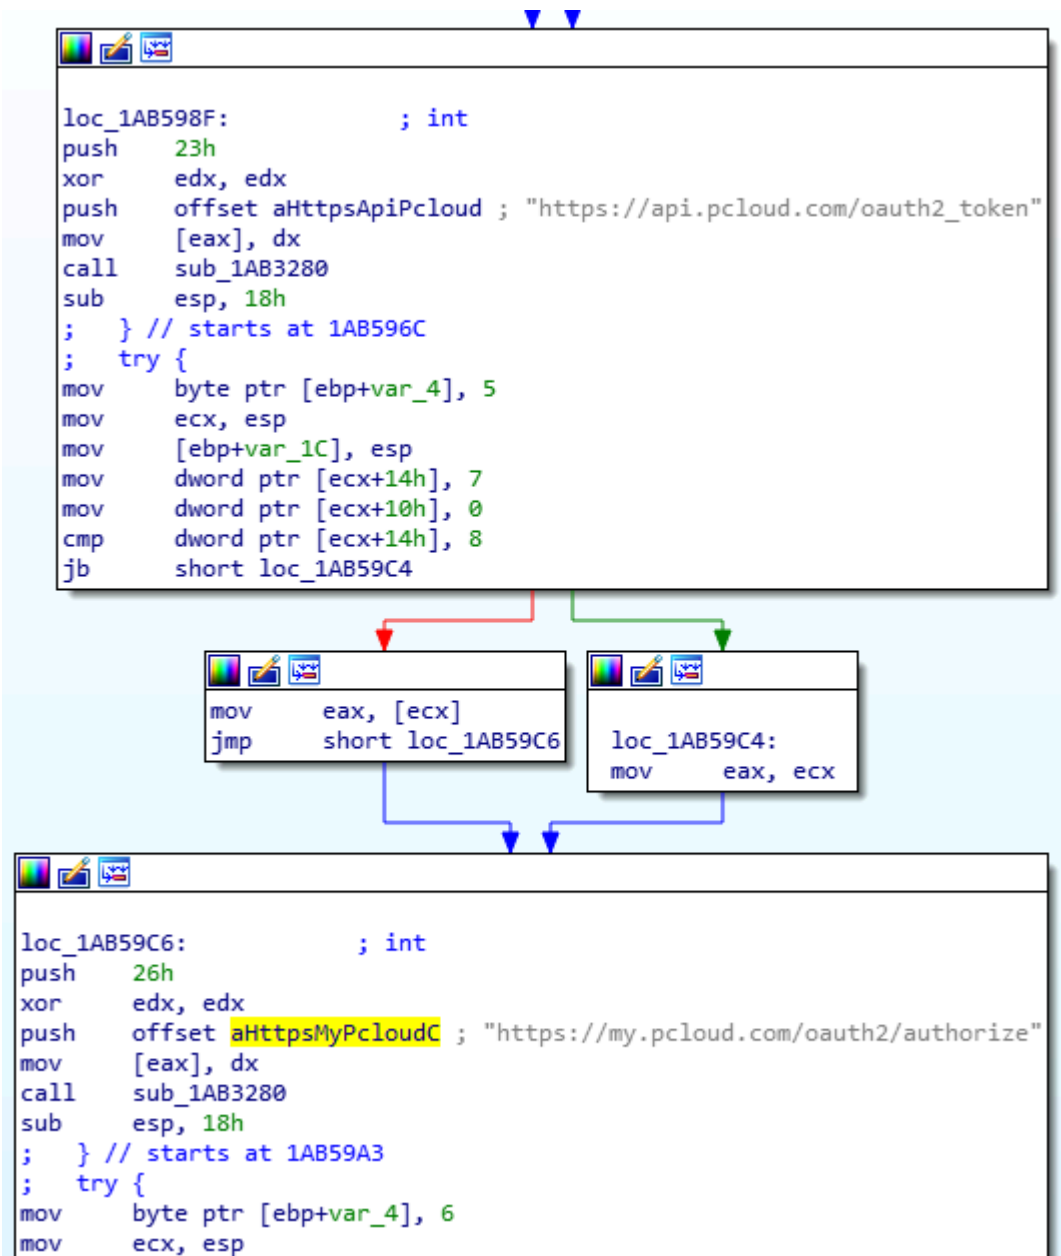 loc_1AB598F: ; int
push 23h
xor edx, edx
push offset aHttpsApiPcloud ; "https://api.pcloud.com/oauth2_token"
mov [eax], dx
call sub_1AB3280
sub esp, 18h
; } // starts at 1AB596C
; try {
mov byte ptr [ebp+var_4], 5
mov ecx, esp
mov [ebp+var_1C], esp
mov dword ptr [ecx+14h], 7
mov dword ptr [ecx+10h], 0
cmp dword ptr [ecx+14h], 8
jb short loc_1AB59C4
mov eax, [ecx]
jmp short loc_1AB59C6
loc_1AB59C4:
mov eax, ecx
loc_1AB59C6: ; int
push 26h
xor edx, edx
push offset aHttpsMyPcloudC ; "https://my.pcloud.com/oauth2/authorize"
mov [eax], dx
call sub_1AB3280
sub esp, 18h
; } // starts at 1AB59A3
; try {
mov byte ptr [ebp+var_4], 6
mov ecx, esp